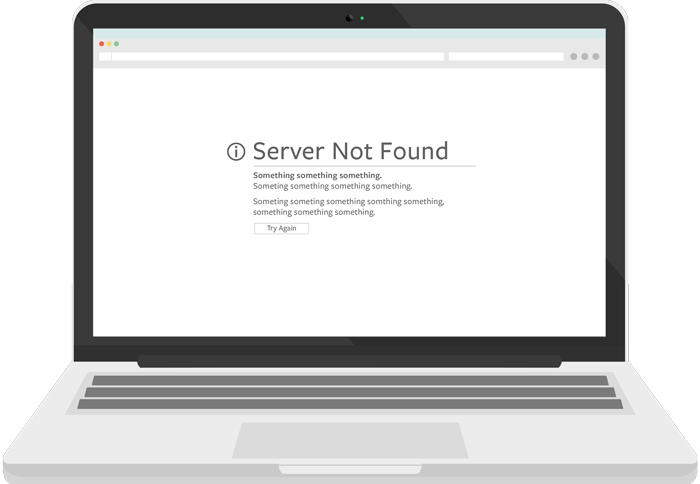 Server Not Found
Something something something.
Someting something something something.
Someting someting something somthing something,
something something something.
Try Again